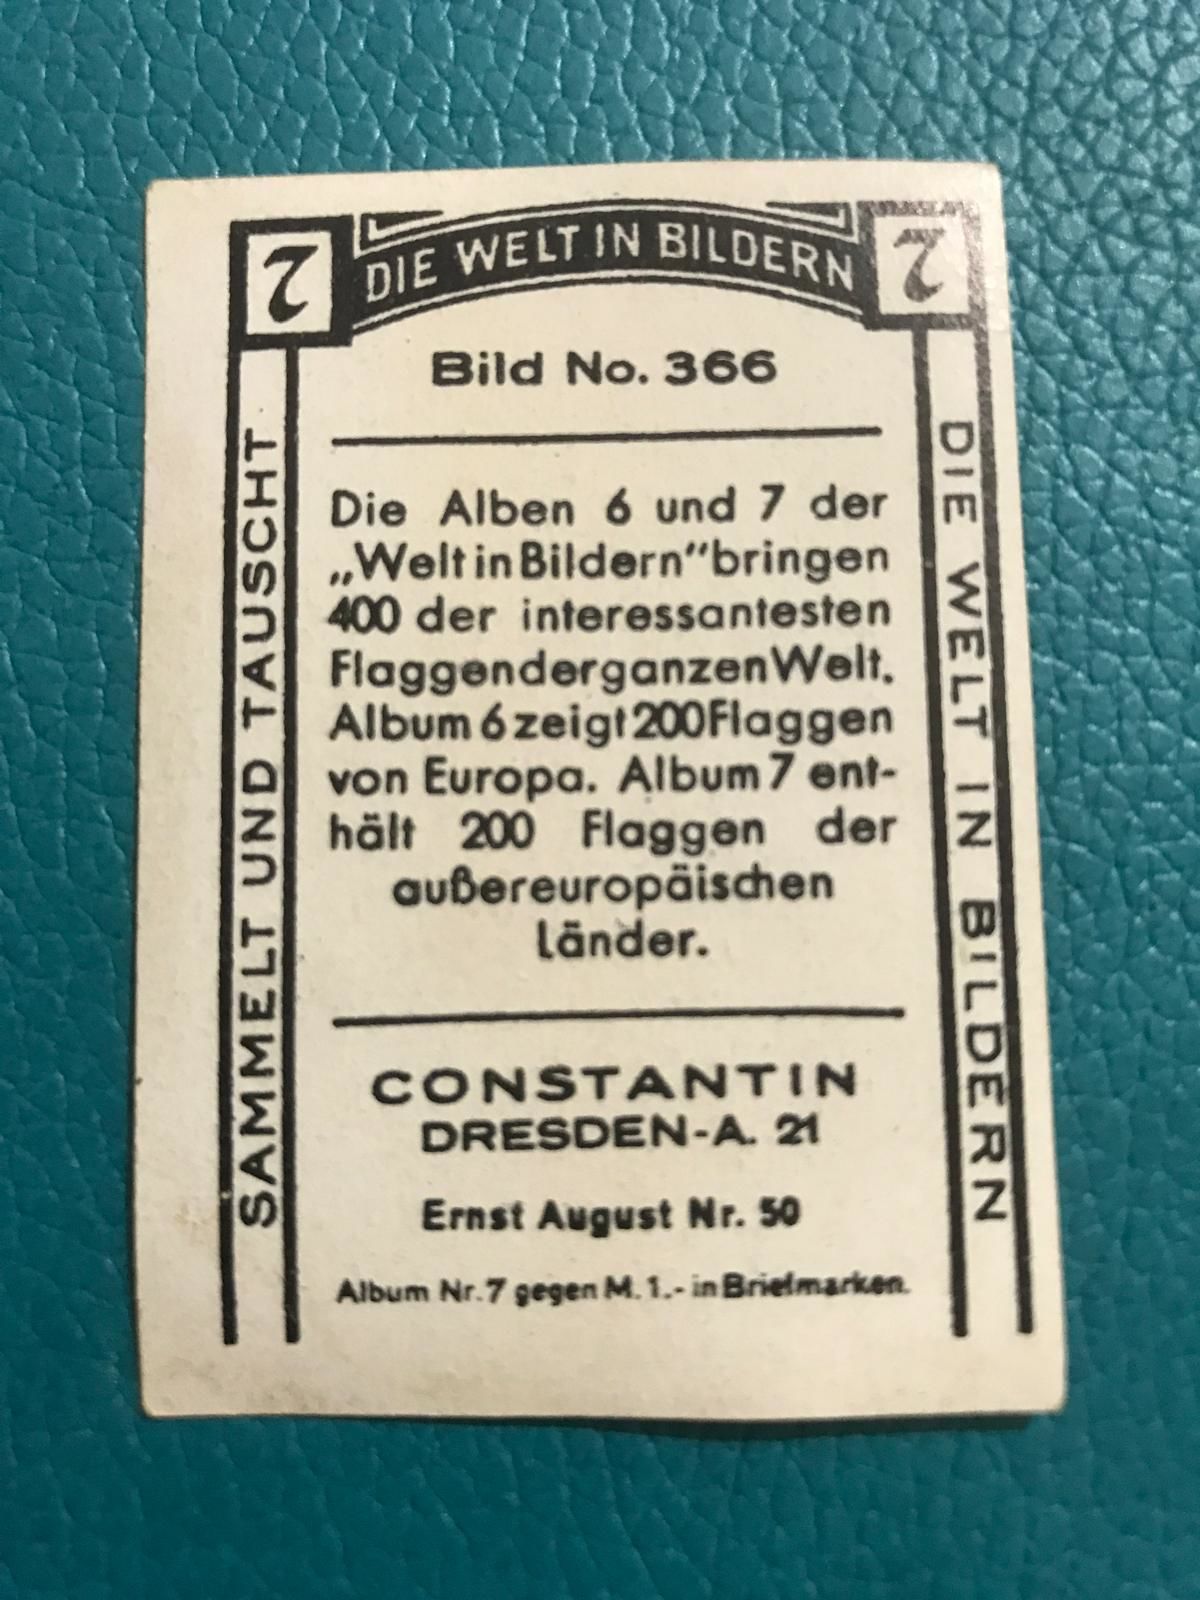 7
DIE WELT IN BILDERN
7
Bild No. 366
SAMMELT UND TAUSCHT
Die Alben 6 und 7 der
„Welt in Bildern“ bringen
400 der interessantesten
Flaggen der ganzen Welt.
Album 6 zeigt 200 Flaggen
von Europa. Album 7 ent-
hält 200 Flaggen der
außereuropäischen
Länder.
DIE WELT IN BILDERN
CONSTANTIN
DRESDEN-A. 21
Ernst August Nr. 50
Album Nr. 7 gegen M. 1.- in Briefmarken.